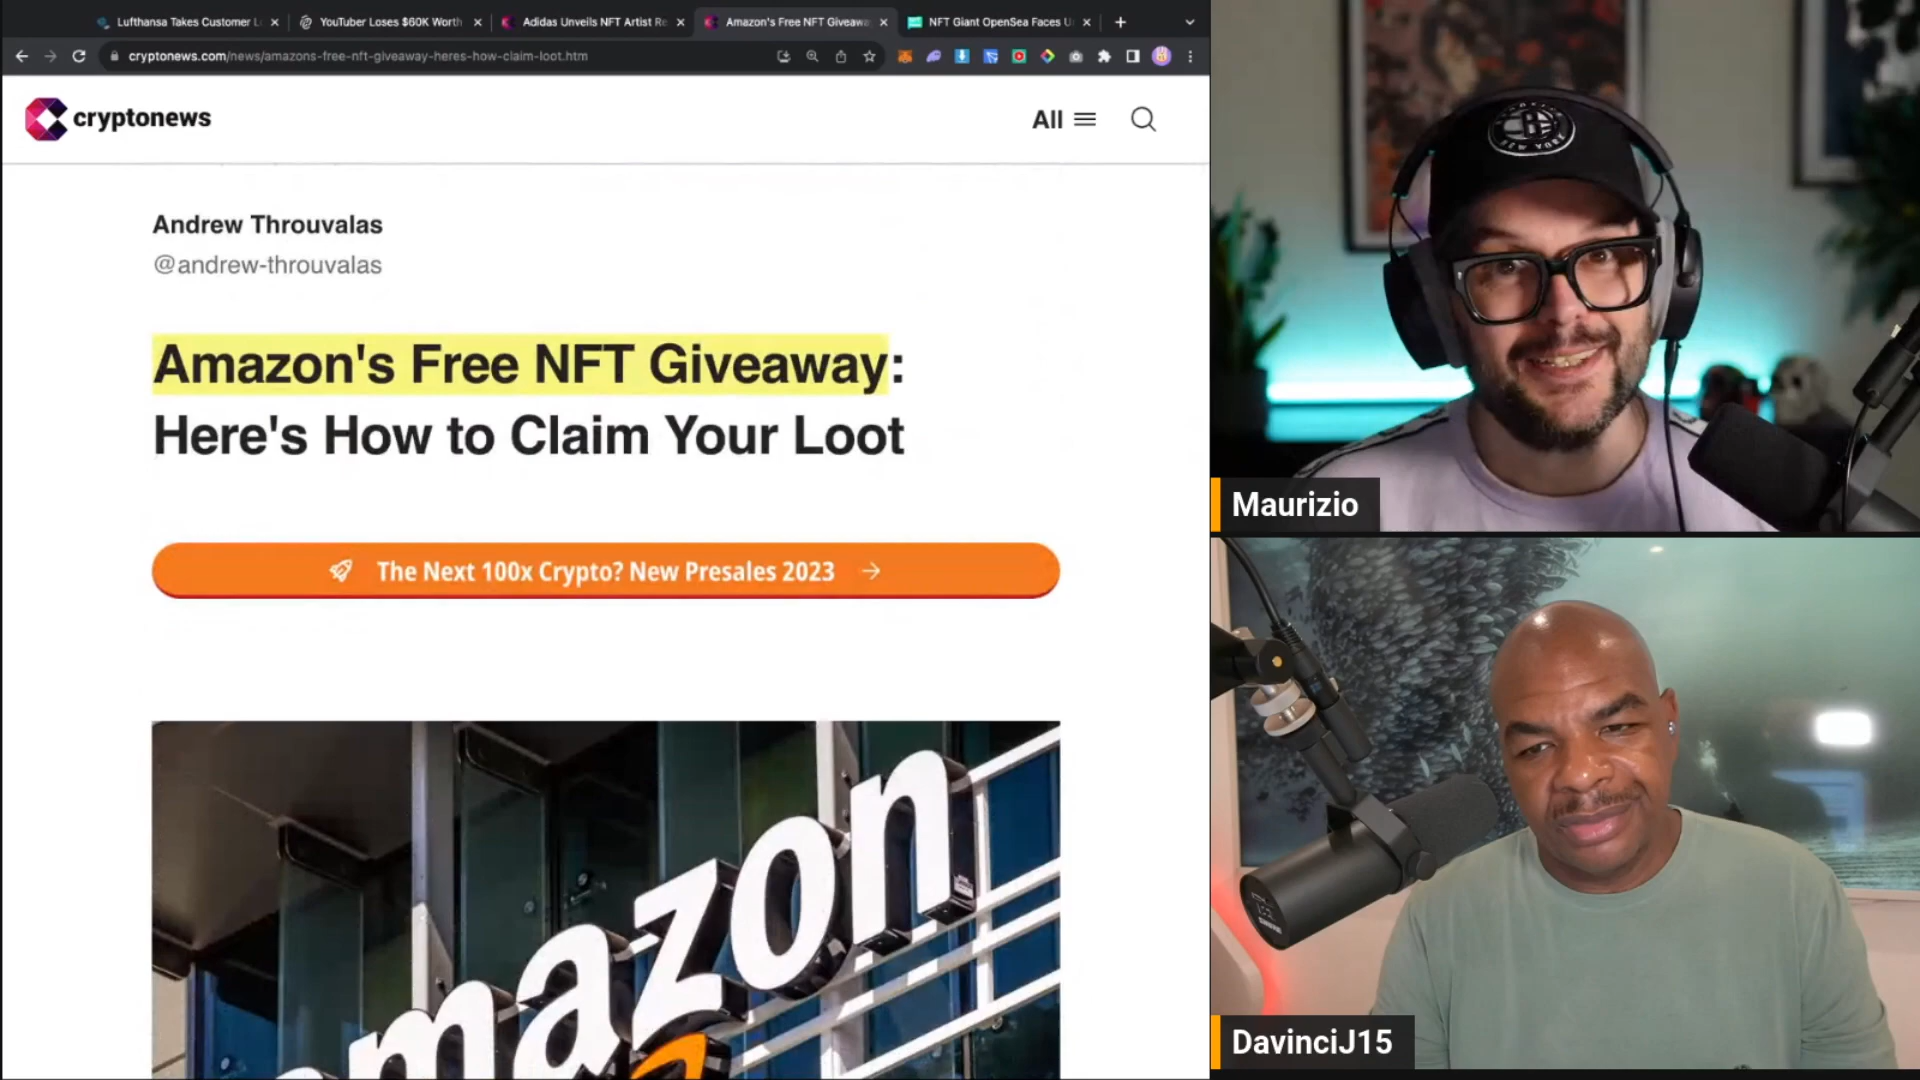 Lufthansa Takes Customer L
YouTuber Loses $60K Worth
Adidas Unveils NFT Artist Re
Amazon's Free NFT Giveawa
NFT Giant OpenSea Faces U
cryptonews.com/news/amazons-free-nft-giveaway-heres-how-claim-loot.htm
cryptonews
All
Andrew Throuvalas
@andrew-throuvalas
Amazon's Free NFT Giveaway:
Here's How to Claim Your Loot
The Next 100x Crypto? New Presales 2023
amazon
B
NEW YORK
Maurizio
DavinciJ15